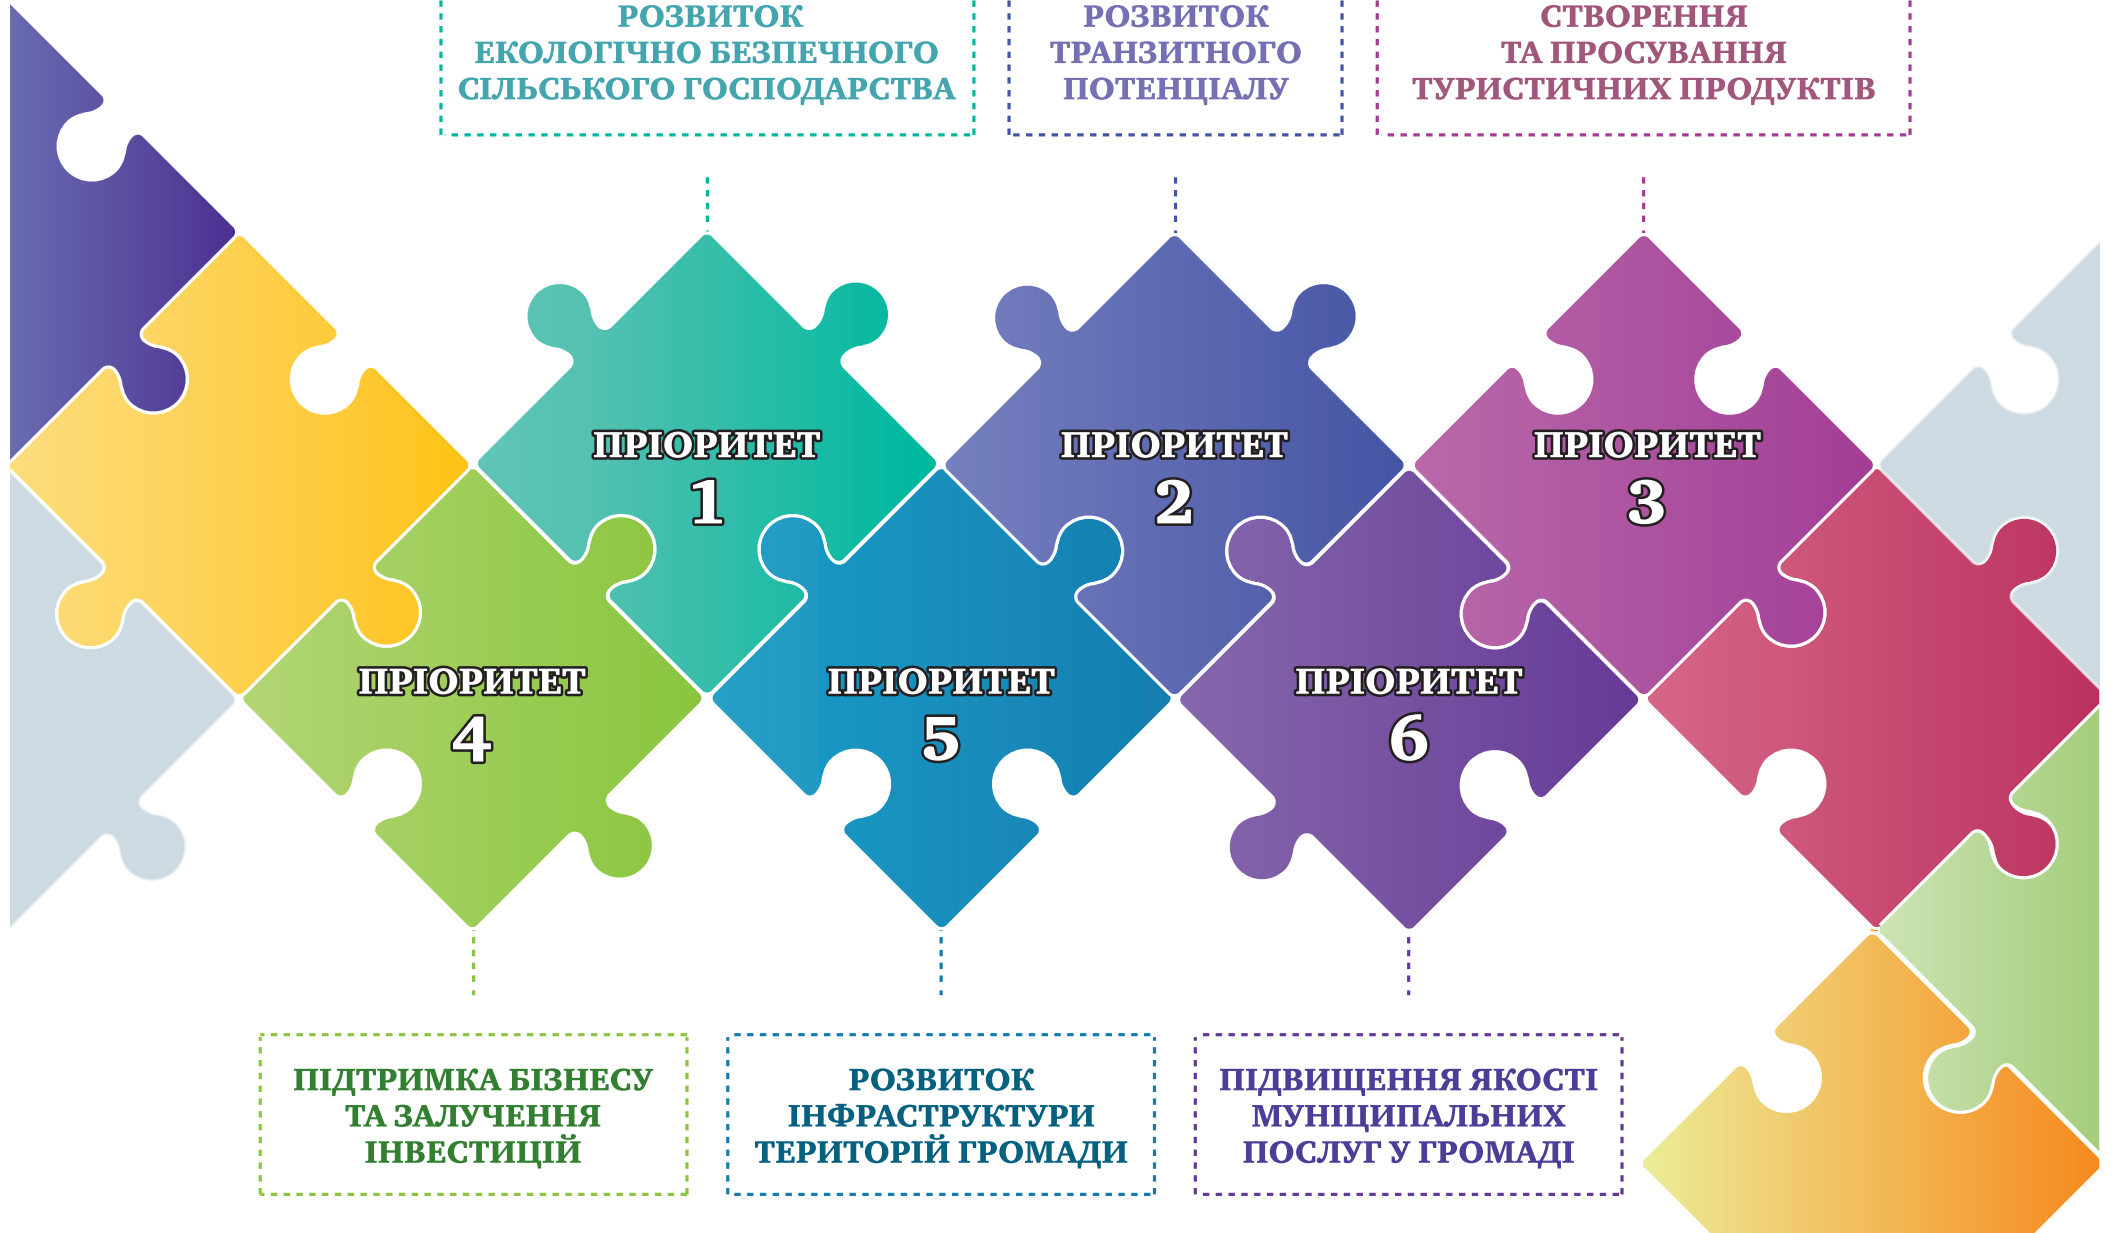 РОЗВИТОК
ЕКОЛОГІЧНО БЕЗПЕЧНОГО
СІЛЬСЬКОГО ГОСПОДАРСТВА
РОЗВИТОК
ТРАНЗИТНОГО
ПОТЕНЦІАЛУ
СТВОРЕННЯ
ТА ПРОСУВАННЯ
ТУРИСТИЧНИХ ПРОДУКТІВ
ПРІОРИТЕТ
1
ПРІОРИТЕТ
2
ПРІОРИТЕТ
3
ПРІОРИТЕТ
4
ПРІОРИТЕТ
5
ПРІОРИТЕТ
6
ПІДТРИМКА БІЗНЕСУ
ТА ЗАЛУЧЕННЯ
ІНВЕСТИЦІЙ
РОЗВИТОК
ІНФРАСТРУКТУРИ
ТЕРИТОРІЙ ГРОМАДИ
ПІДВИЩЕННЯ ЯКОСТІ
МУНІЦИПАЛЬНИХ
ПОСЛУГ У ГРОМАДІ